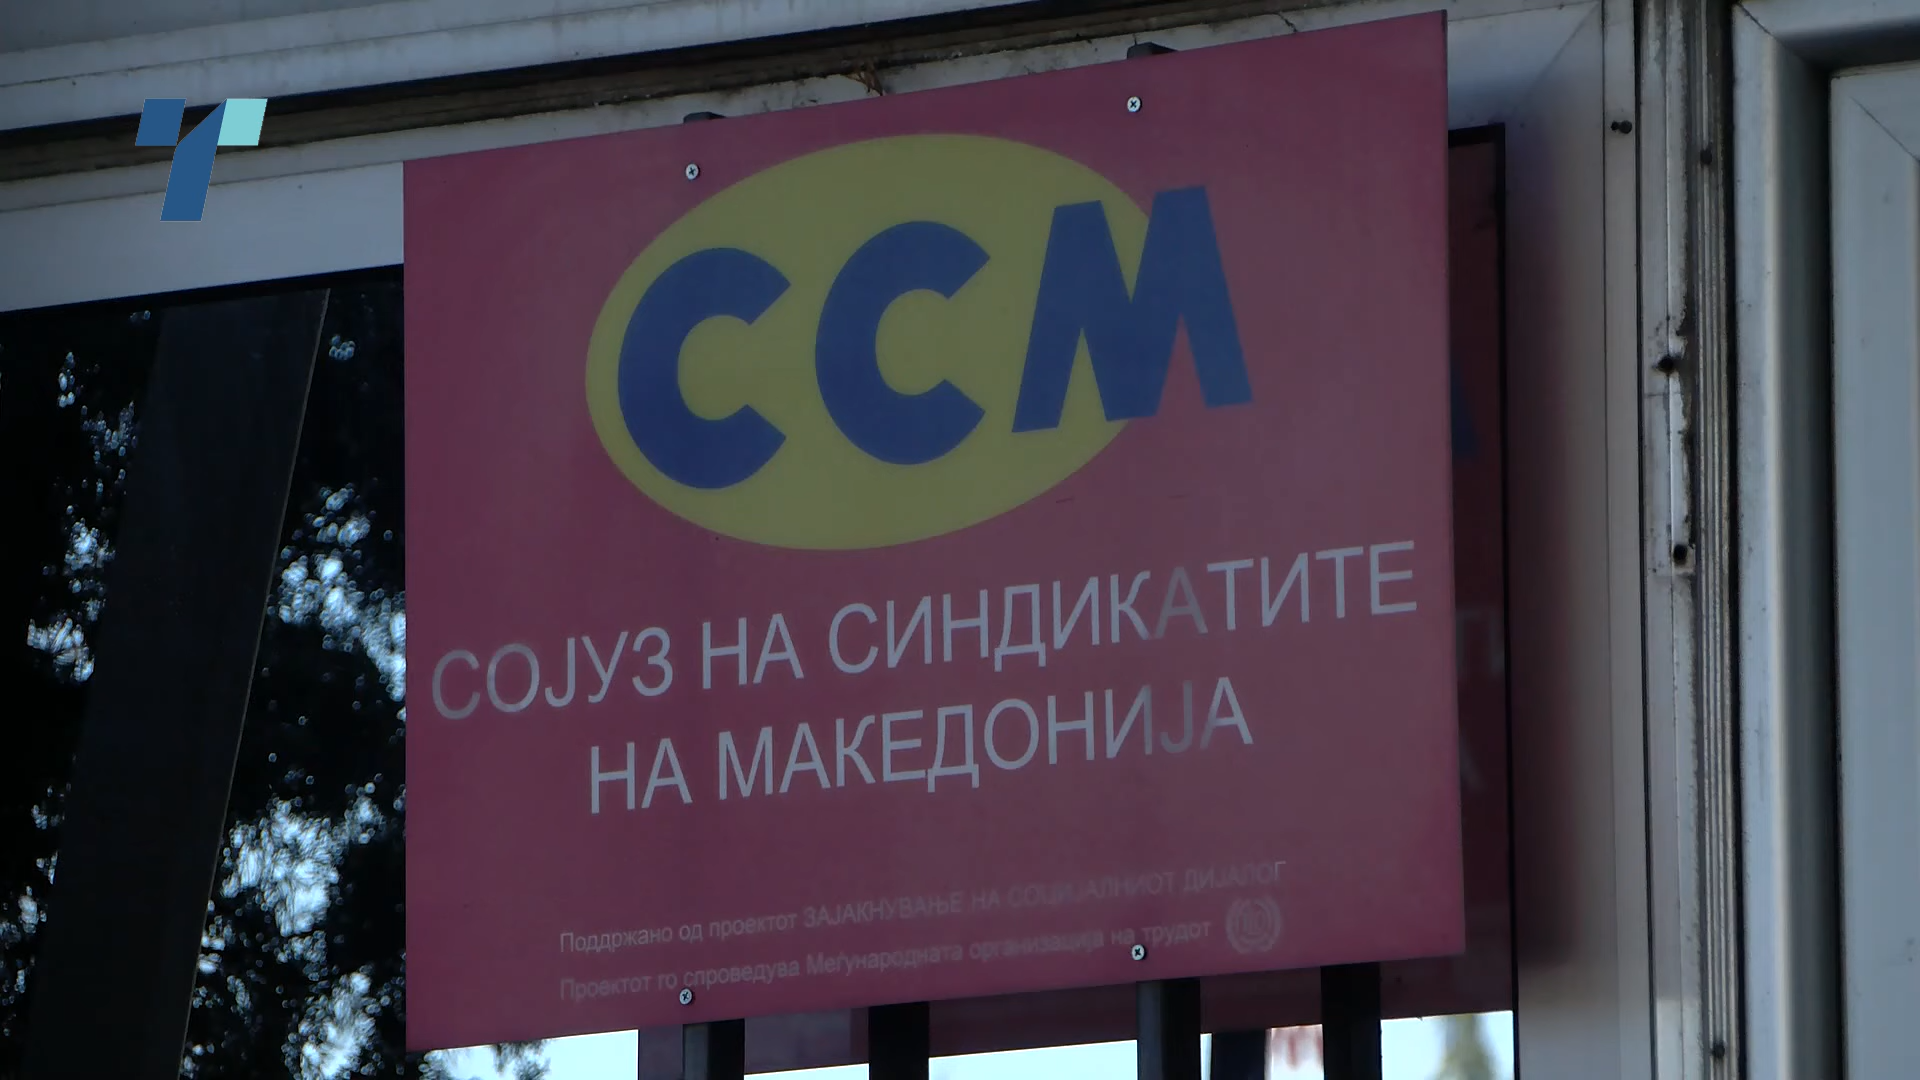 ССМ
СОЈУЗ НА СИНДИКАТИТЕ
НА МАКЕДОНИЈА
Поддржано од проектот ЗАЈАКНУВАЊЕ НА СОЦИЈАЛНИОТ ДИЈАЛОГ
Проектот го спроведува Меѓународната организација на трудот